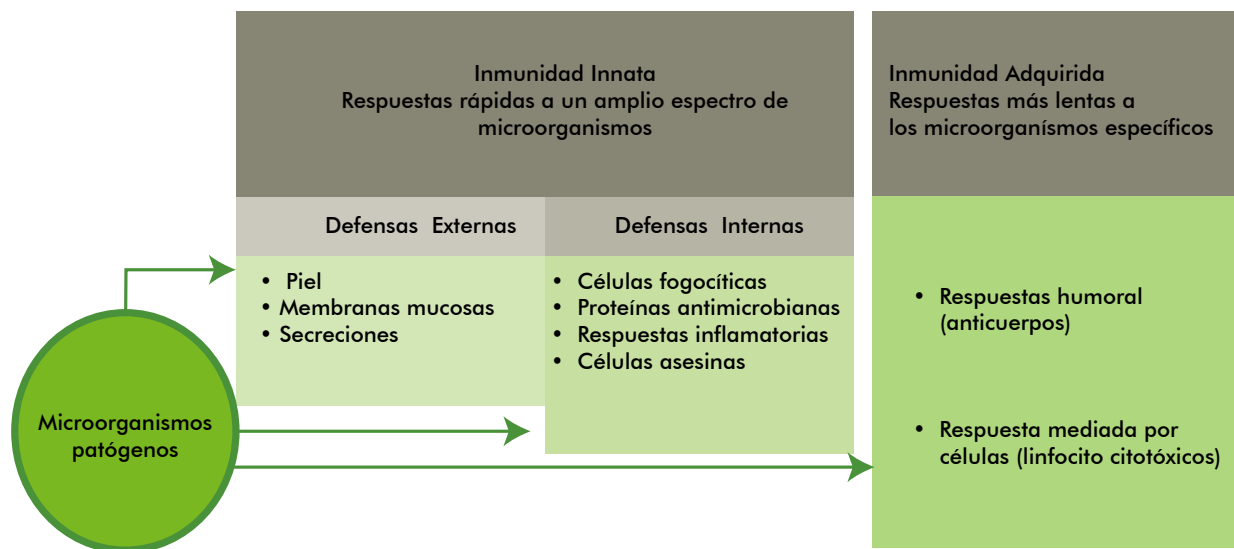 Inmunidad Innata
Respuestas rápidas a un amplio espectro de
microorganismos
Inmunidad Adquirida
Respuestas más lentas a
los microorganísmos específicos
Defensas Externas
Defensas Internas
• Piel
• Membranas mucosas
• Secreciones
• Células fogocíticas
• Proteínas antimicrobianas
• Respuestas inflamatorias
• Células asesinas
• Respuestas humoral
(anticuerpos)
• Respuesta mediada por
células (linfocito citotóxicos)
Microorganismos
patógenos